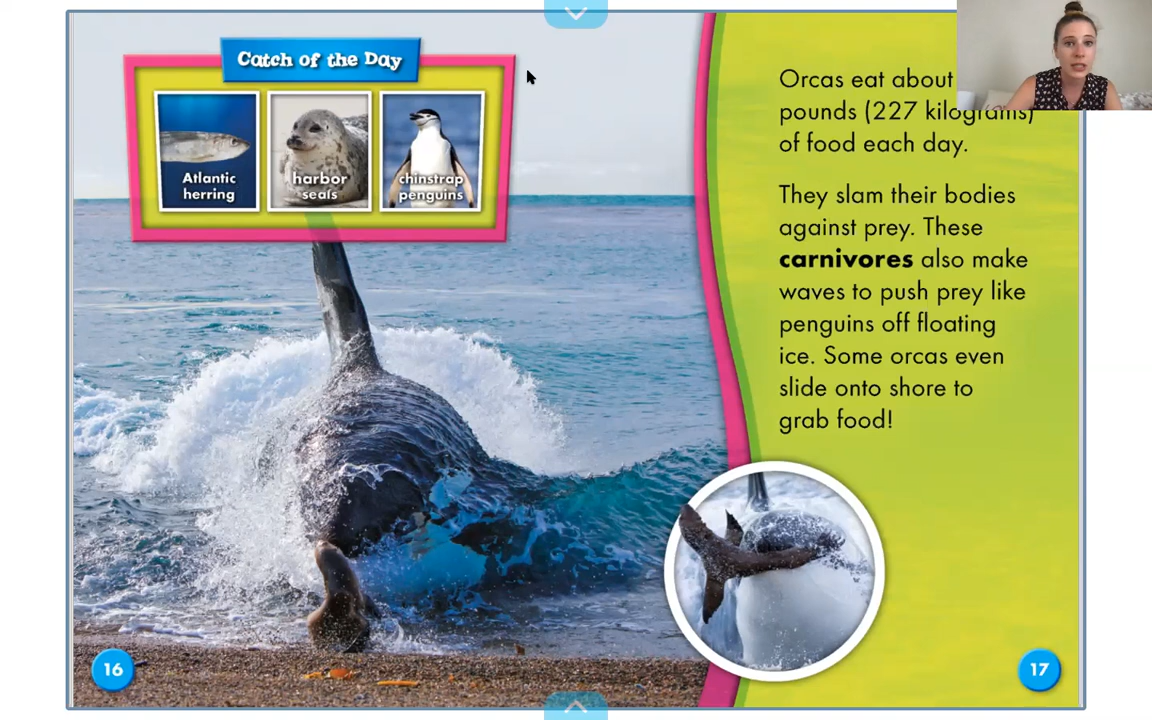 Catch of the Day
Atlantic
herring
harbor
seals
chinstrap
penguins
Orcas eat about
pounds (227 kilograms)
of food each day.
They slam their bodies
against prey. These
carnivores also make
waves to push prey like
penguins off floating
ice. Some orcas even
slide onto shore to
grab food!
16
17